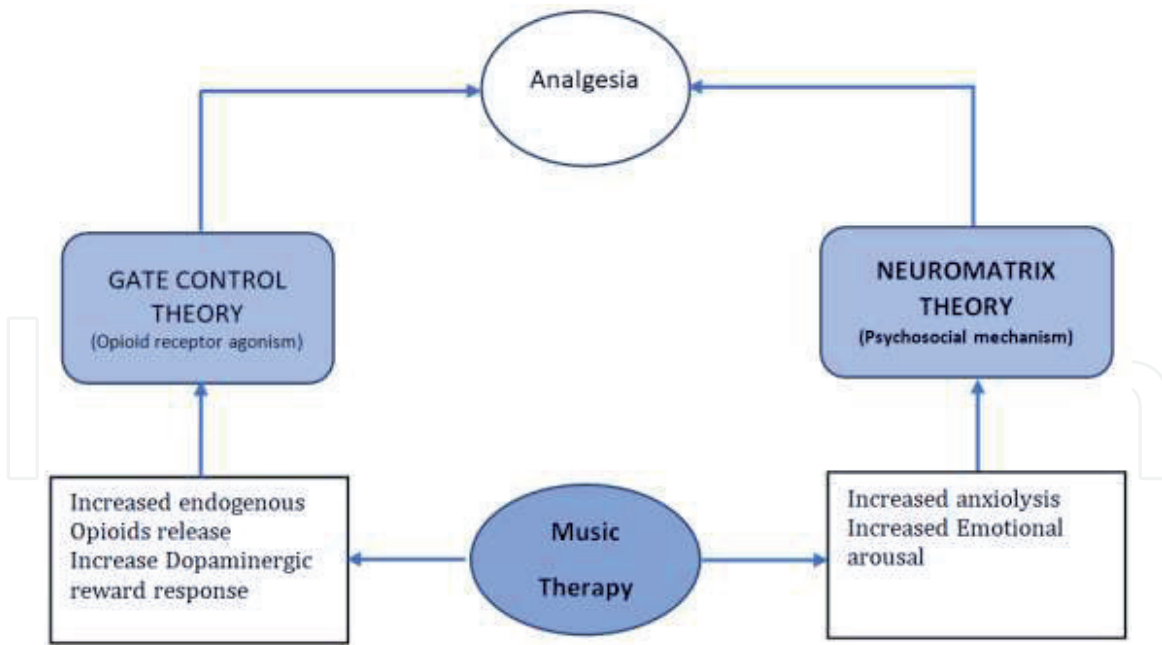 Analgesia
GATE CONTROL
THEORY
(Opioid receptor agonism)
NEUROMATRIX
THEORY
(Psychosocial mechanism)
Increased endogenous
Opioids release
Increase Dopaminergic
reward response
Music
Therapy
Increased anxiolysis
Increased Emotional
arousal